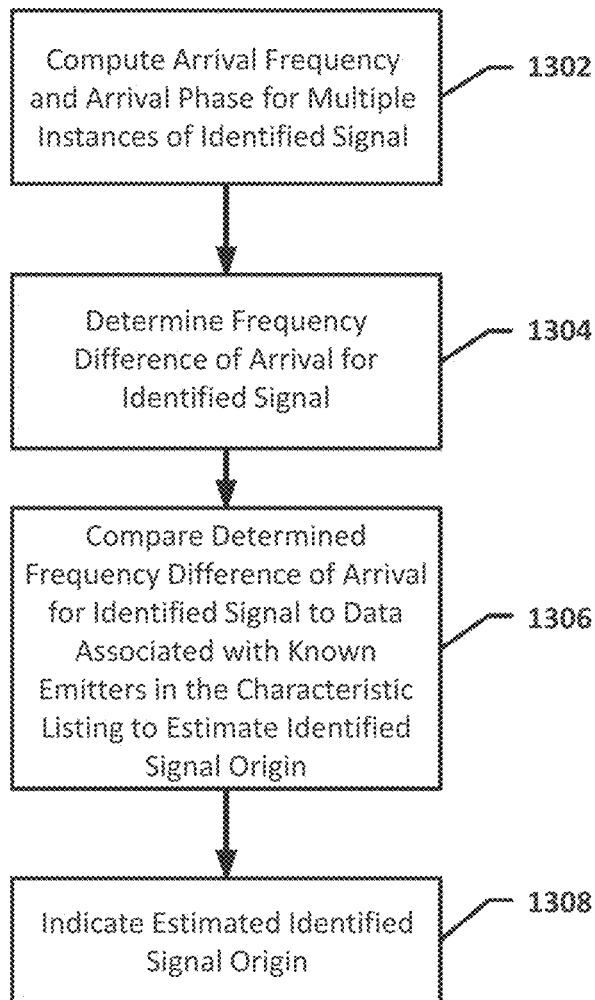 Compute Arrival Frequency
and Arrival Phase for Multiple
Instances of Identified Signal
1302
Determine Frequency
Difference of Arrival for
Identified Signal
1304
Compare Determined
Frequency Difference of Arrival
for Identified Signal to Data
Associated with Known
Emitters in the Characteristic
Listing to Estimate Identified
Signal Origin
1306
Indicate Estimated Identified
Signal Origin
1308